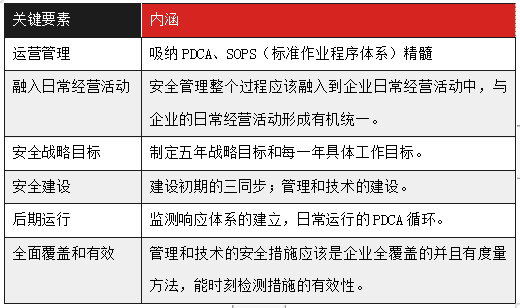 关键要素 内涵
运营管理 吸纳PDCA、SOPS（标准作业程序体系）精髓
融入日常经营活动 安全管理整个过程应该融入到企业日常经营活动中，与
企业的日常经营活动形成有机统一。
安全战略目标 制定五年战略目标和每一年具体工作目标。
安全建设 建设初期的三同步；管理和技术的建设。
后期运行 监测响应体系的建立，日常运行的PDCA循环。
全面覆盖和有效 管理和技术的安全措施应该是企业全覆盖的并且有度量
方法，能时刻检测措施的有效性。